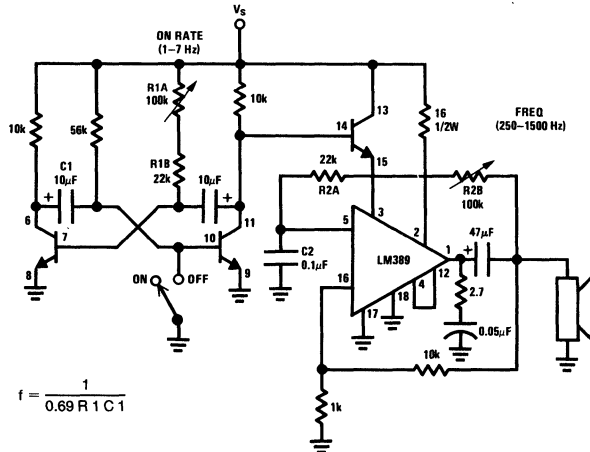 VS
ON RATE
(1–7 Hz)
R1A
100k
10k
13
14
15
16
1/2W
FREQ
(250–1500 Hz)
10k
56k
C1
10μF
R1B
22k
10μF
22k
R2A
R2B
100k
6
7
8
11
10
9
5
3
2
1
47μF
C2
0.1μF
LM389
16
12
4
18
17
2.7
0.05μF
ON
OFF
10k
1k
f = 1 / 0.69 R 1 C 1